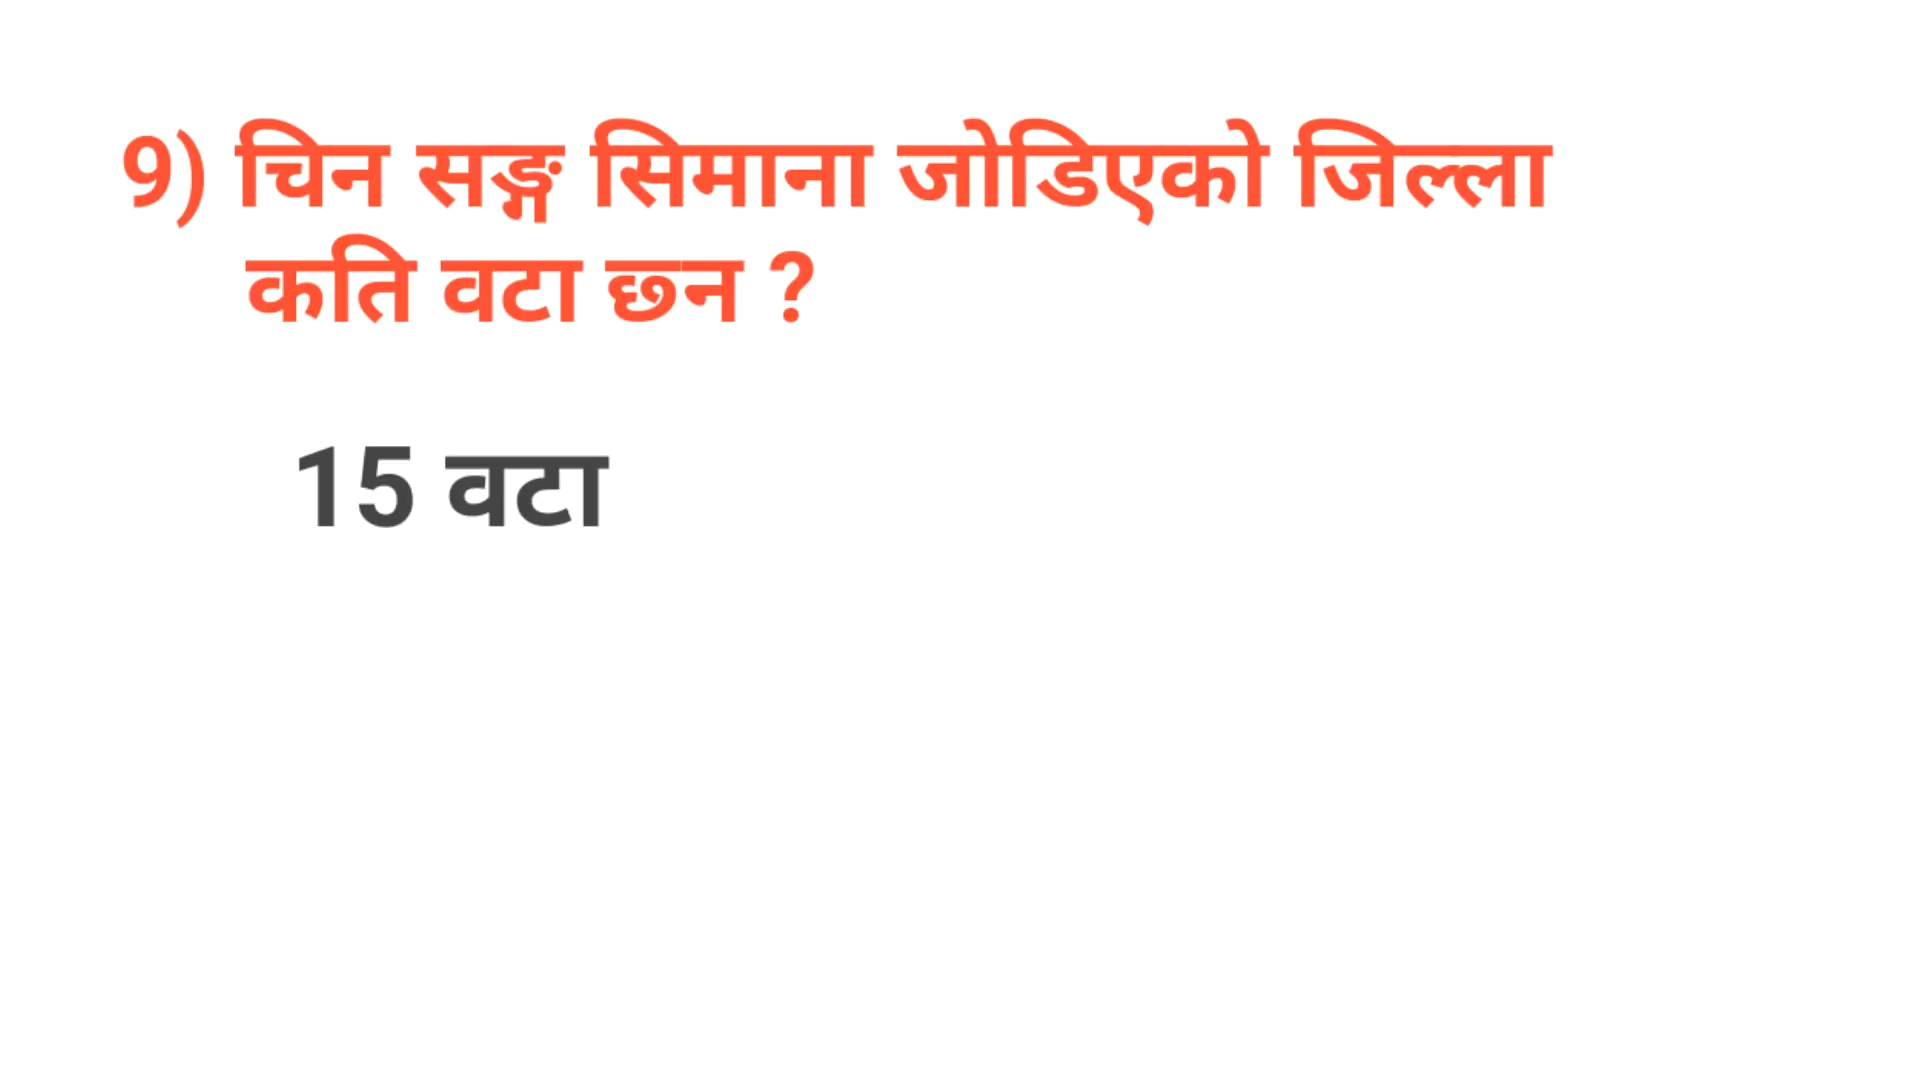 9) चिन सङ्ग सिमाना जोडिएको जिल्ला
कति वटा छन ?
15 वटा